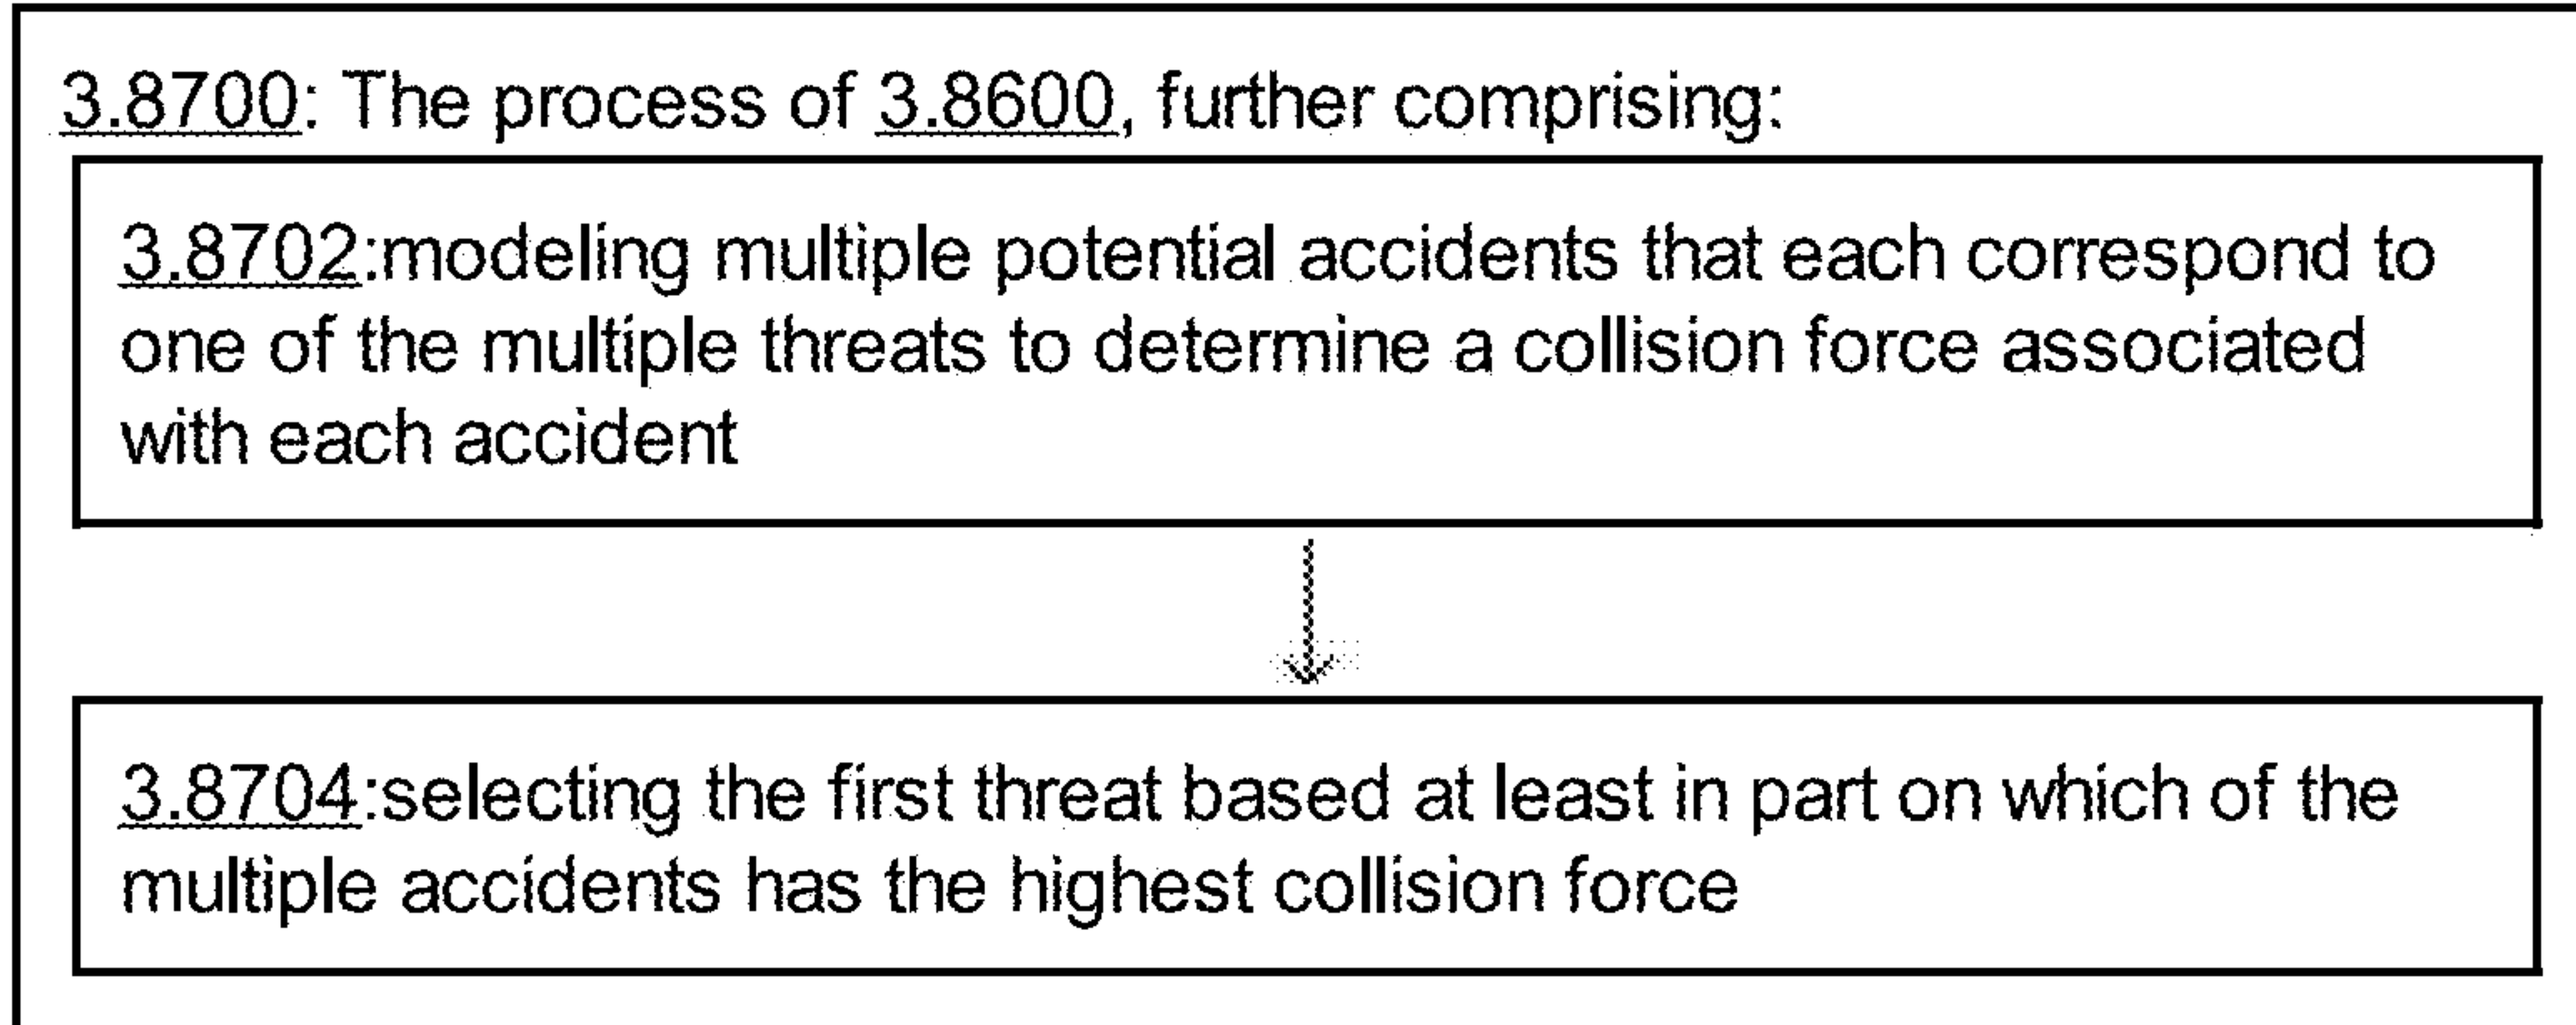 3.8700: The process of 3.8600, further comprising:
3.8702:modeling multiple potential accidents that each correspond to
one of the multiple threats to determine a collision force associated
with each accident
3.8704:selecting the first threat based at least in part on which of the
multiple accidents has the highest collision force